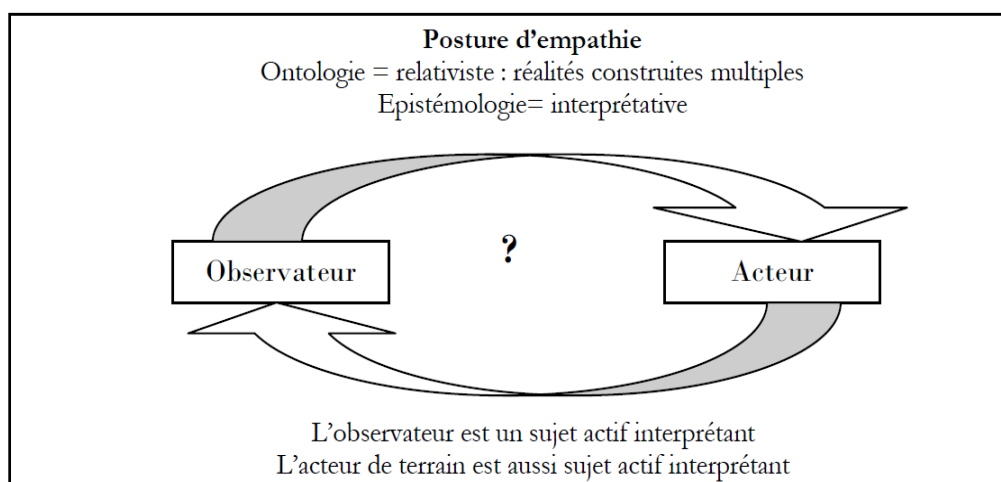 Posture d'empathie
Ontologie = relativiste : réalités construites multiples
Epistémologie= interprétative
?
Observateur
Acteur
L'observateur est un sujet actif interprétant
L'acteur de terrain est aussi sujet actif interprétant